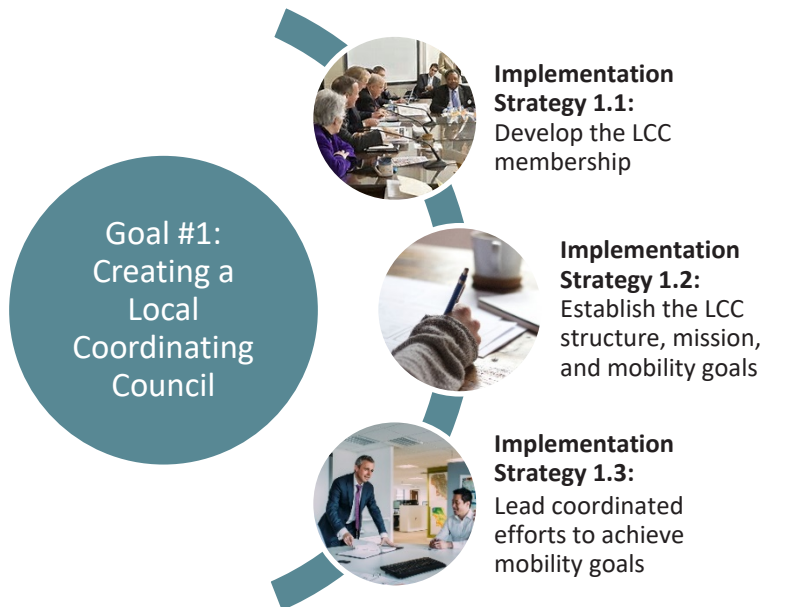 Goal #1:
Creating a
Local
Coordinating
Council
Implementation
Strategy 1.1:
Develop the LCC
membership
Implementation
Strategy 1.2:
Establish the LCC
structure, mission,
and mobility goals
Implementation
Strategy 1.3:
Lead coordinated
efforts to achieve
mobility goals